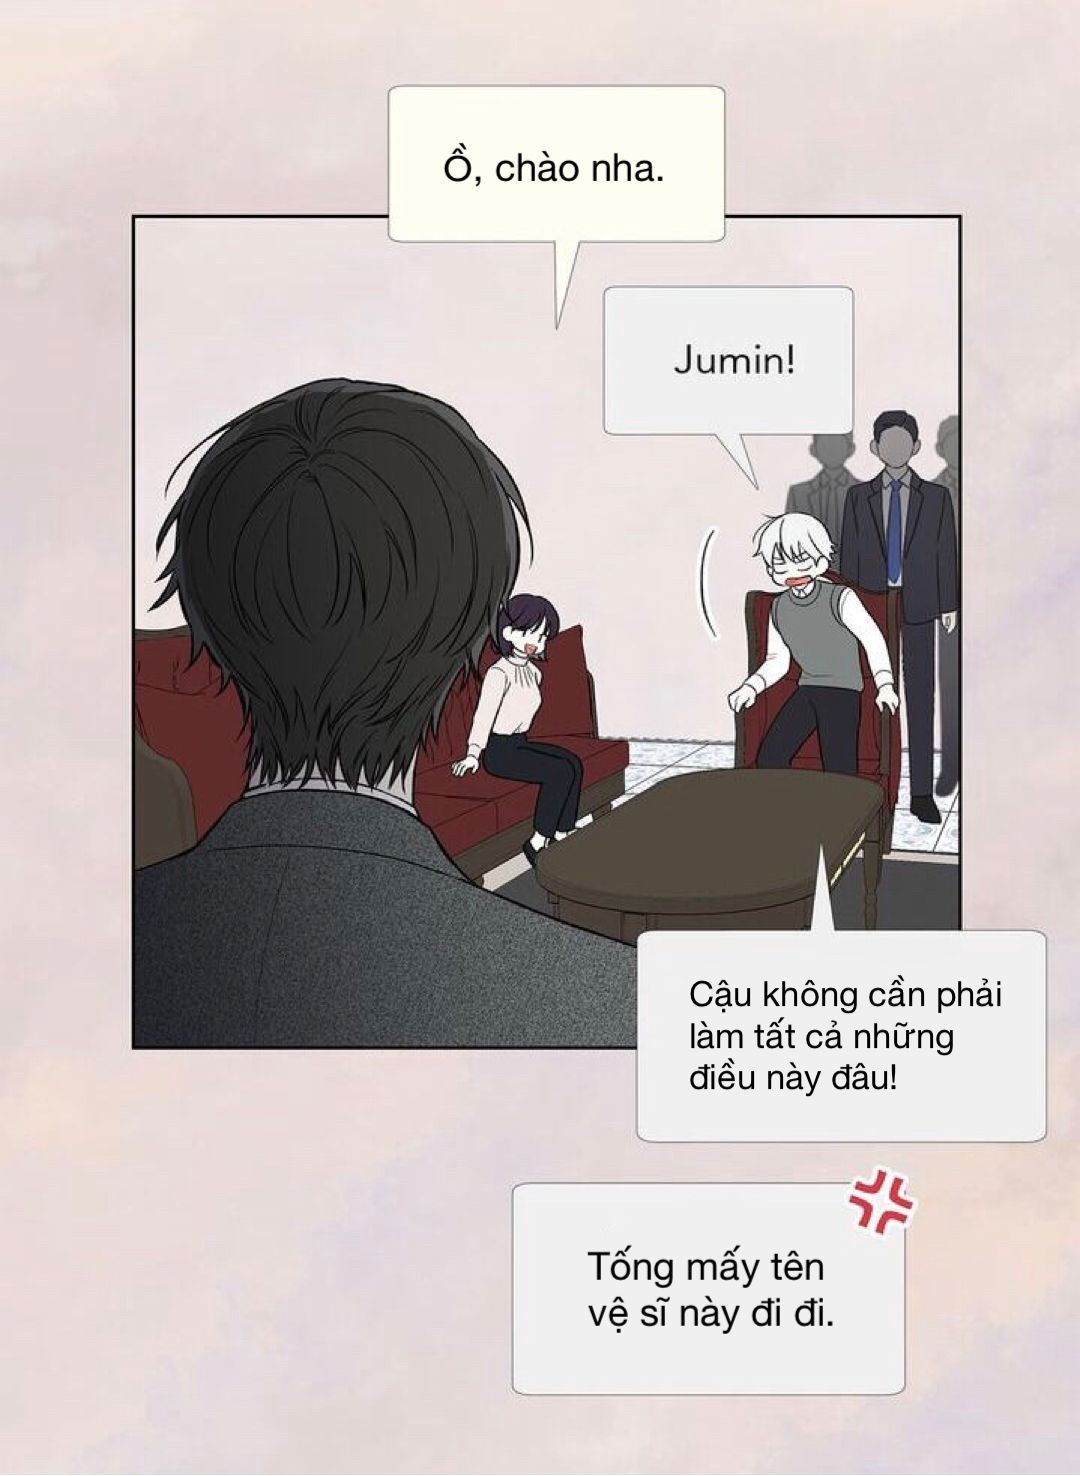 Ồ, chào nha.
Jumin!
Cậu không cần phải
làm tất cả những
điều này đâu!
Tống mấy tên
vệ sĩ này đi đi.